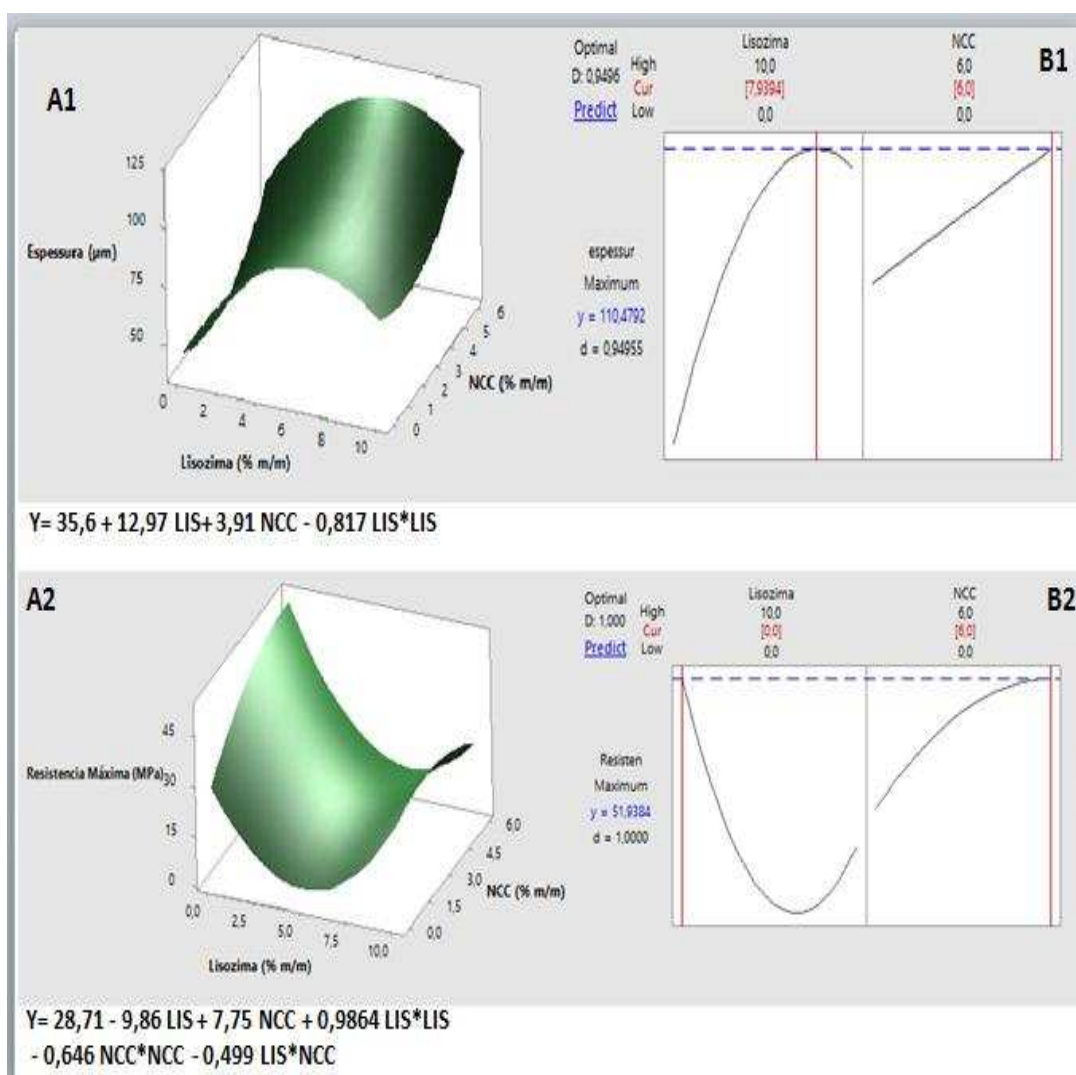 A1
Espessura (µm)
125
100
75
50
0
2
4
6
8
10
Lisozima (% m/m)
0
1
2
3
4
5
6
NCC (% m/m)
B1
Optimal
D: 0,9496
Predict
High
Cur
Low
Lisozima
10,0
[7,9394]
0,0
NCC
6,0
[6,0]
0,0
espessur
Maximum
y = 110,4792
d = 0,94955
Y= 35,6 + 12,97 LIS+ 3,91 NCC - 0,817 LIS*LIS
A2
Resistencia Máxima (MPa)
45
30
15
0
0,0
2,5
5,0
7,5
10,0
Lisozima (% m/m)
0,0
1,5
3,0
4,5
6,0
NCC (% m/m)
B2
Optimal
D: 1,000
Predict
High
Cur
Low
Lisozima
10,0
[0,0]
0,0
NCC
6,0
[6,0]
0,0
Resisten
Maximum
y = 51,9384
d = 1,0000
Y= 28,71 - 9,86 LIS + 7,75 NCC + 0,9864 LIS*LIS
- 0,646 NCC*NCC - 0,499 LIS*NCC